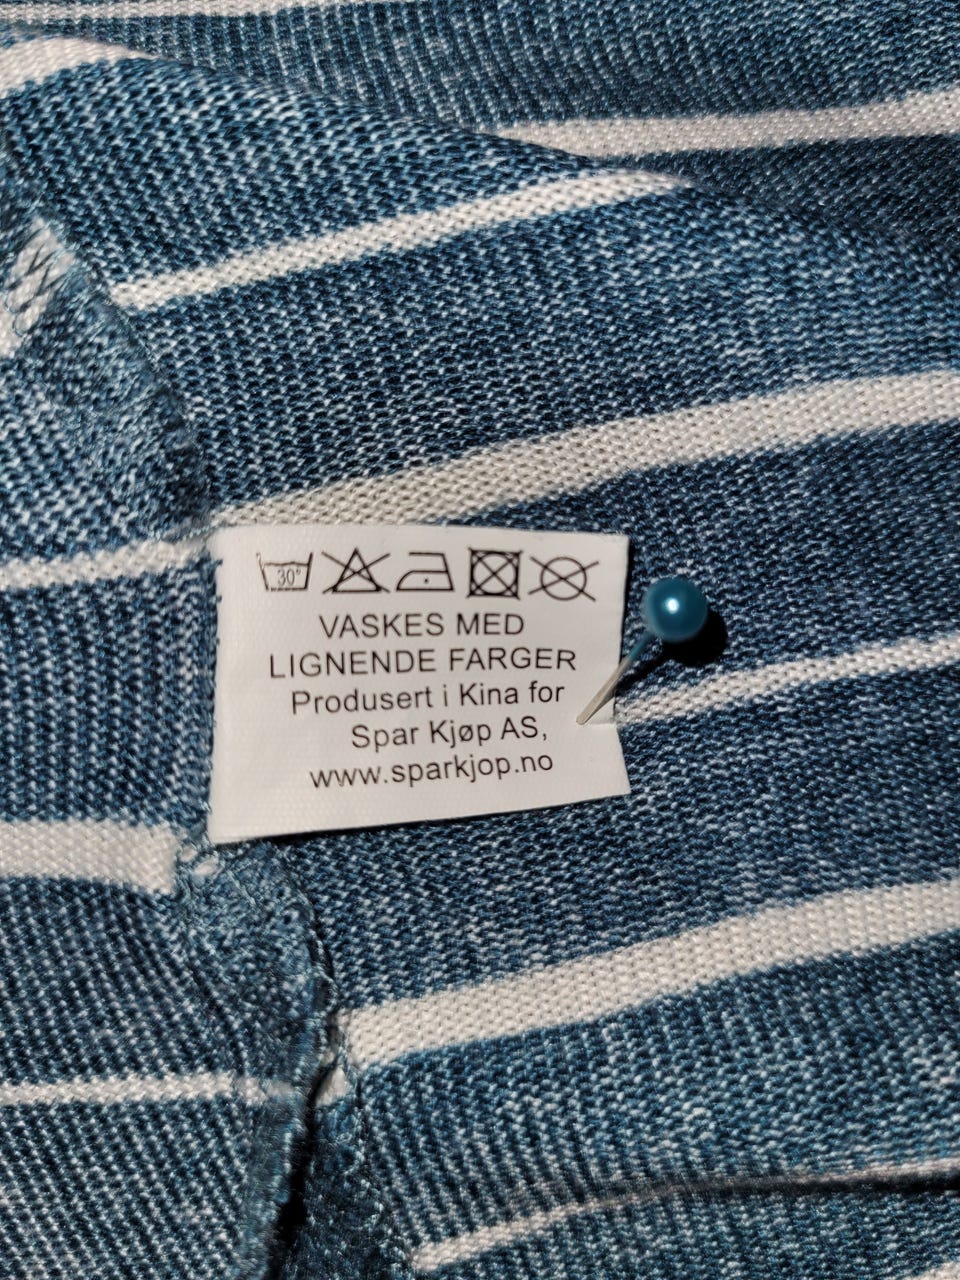 30°
VASKES MED
LIGNENDE FARGER
Produsert i Kina for
Spar Kjøp AS,
www.sparkjop.no